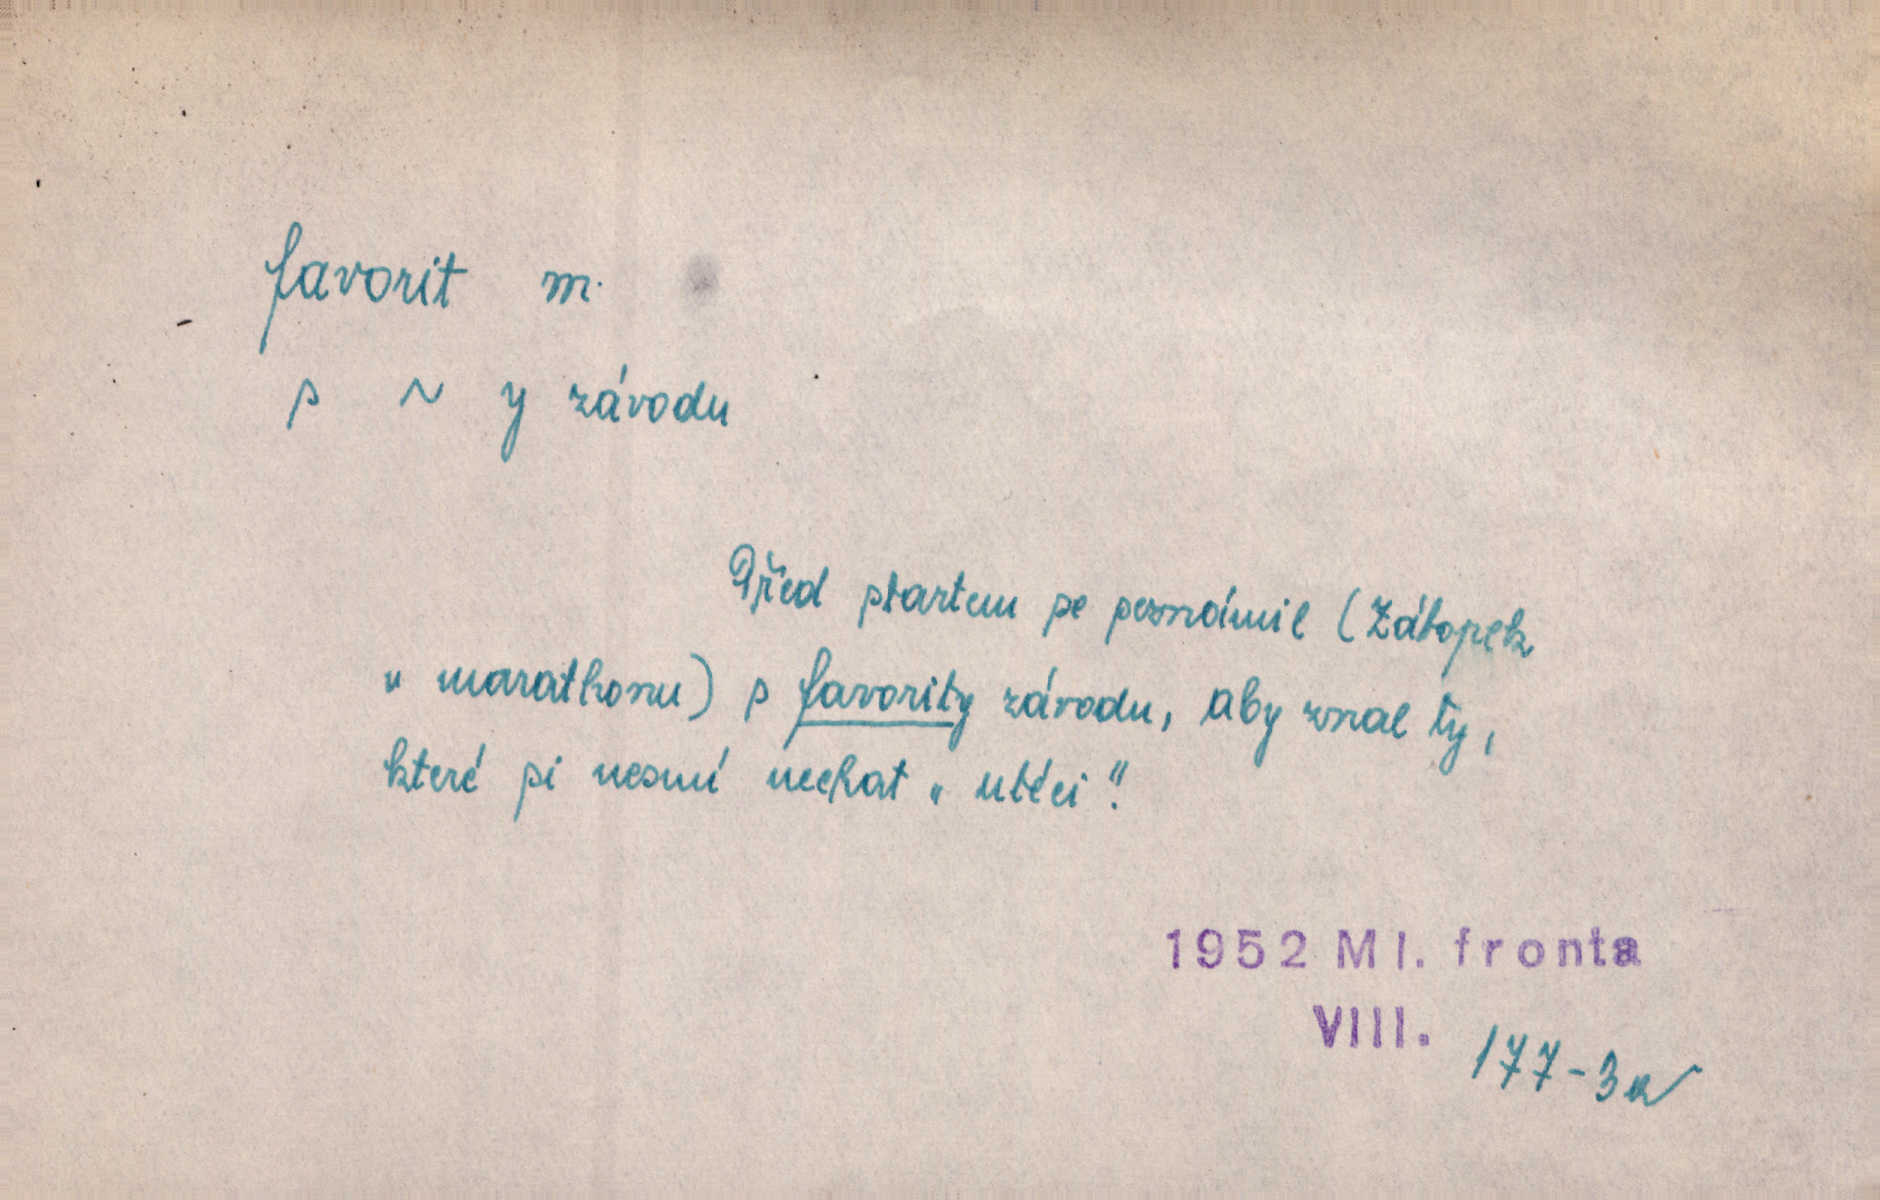 favorit m.
s ~ y závodu
Před startem se seznámil (Zátopek
u marathonu) s favority závodu, aby znal ty,
které si nesmí nechat „utéci“.
1952 Ml. fronta
VIII.
177-3a